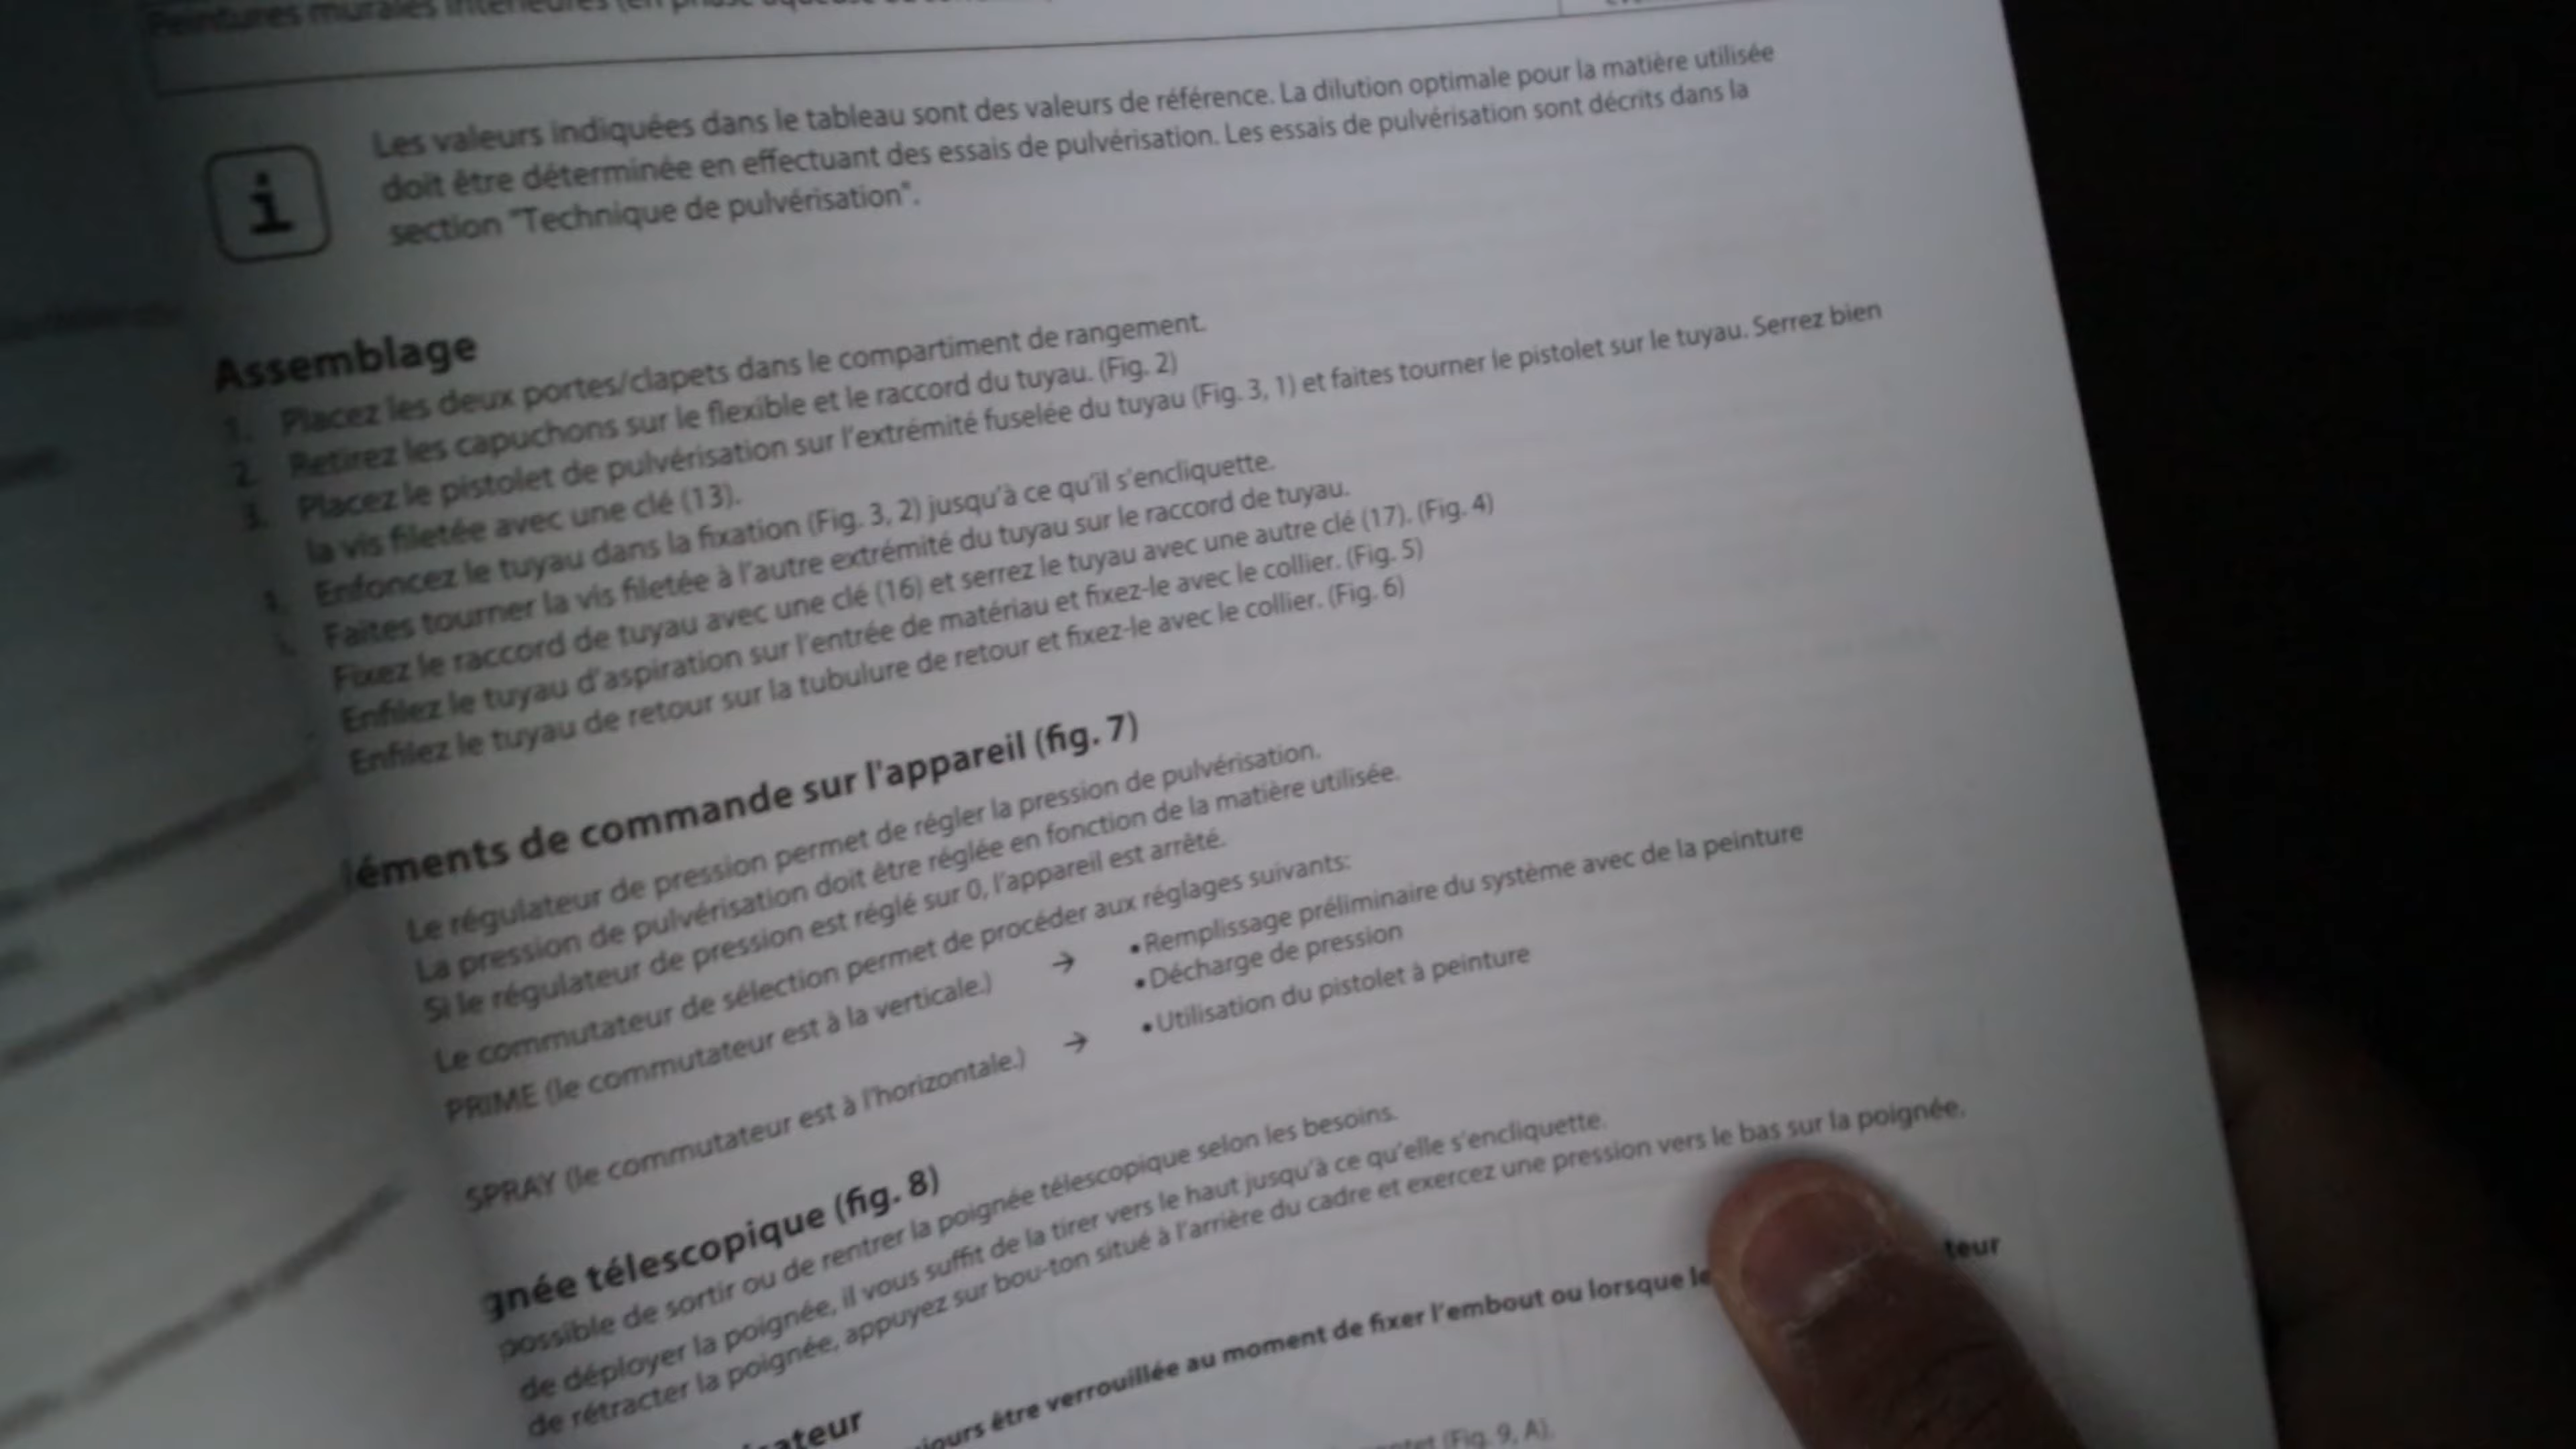 Peintures murales intérieures (en phase aqueuse
i
Les valeurs indiquées dans le tableau sont des valeurs de référence. La dilution optimale pour la matière utilisée
doit être déterminée en effectuant des essais de pulvérisation. Les essais de pulvérisation sont décrits dans la
section "Technique de pulvérisation".
Assemblage
1. Placez les deux portes/clapets dans le compartiment de rangement.
2. Retirez les capuchons sur le flexible et le raccord du tuyau. (Fig. 2)
3. Placez le pistolet de pulvérisation sur l'extrémité fuselée du tuyau (Fig. 3, 1) et faites tourner le pistolet sur le tuyau. Serrez bien
la vis filetée avec une clé (13).
4. Enfoncez le tuyau dans la fixation (Fig. 3, 2) jusqu'à ce qu'il s'encliquette.
Faites tourner la vis filetée à l'autre extrémité du tuyau sur le raccord de tuyau.
Fixez le raccord de tuyau avec une clé (16) et serrez le tuyau avec une autre clé (17). (Fig. 4)
Enfilez le tuyau d'aspiration sur l'entrée de matériau et fixez-le avec le collier. (Fig. 5)
Enfilez le tuyau de retour sur la tubulure de retour et fixez-le avec le collier. (Fig. 6)
léments de commande sur l'appareil (fig. 7)
Le régulateur de pression permet de régler la pression de pulvérisation.
La pression de pulvérisation doit être réglée en fonction de la matière utilisée.
Si le régulateur de pression est réglé sur 0, l'appareil est arrêté.
Le commutateur de sélection permet de procéder aux réglages suivants:
PRIME (le commutateur est à la verticale.) → • Remplissage préliminaire du système avec de la peinture
• Décharge de pression
SPRAY (le commutateur est à l'horizontale.) → • Utilisation du pistolet à peinture
gnée télescopique (fig. 8)
possible de sortir ou de rentrer la poignée télescopique selon les besoins.
de déployer la poignée, il vous suffit de la tirer vers le haut jusqu'à ce qu'elle s'encliquette.
de rétracter la poignée, appuyez sur bou-ton situé à l'arrière du cadre et exercez une pression vers le bas sur la poignée.
ateur
jours être verrouillée au moment de fixer l'embout ou lorsque le teur
(Fig. 9, A).